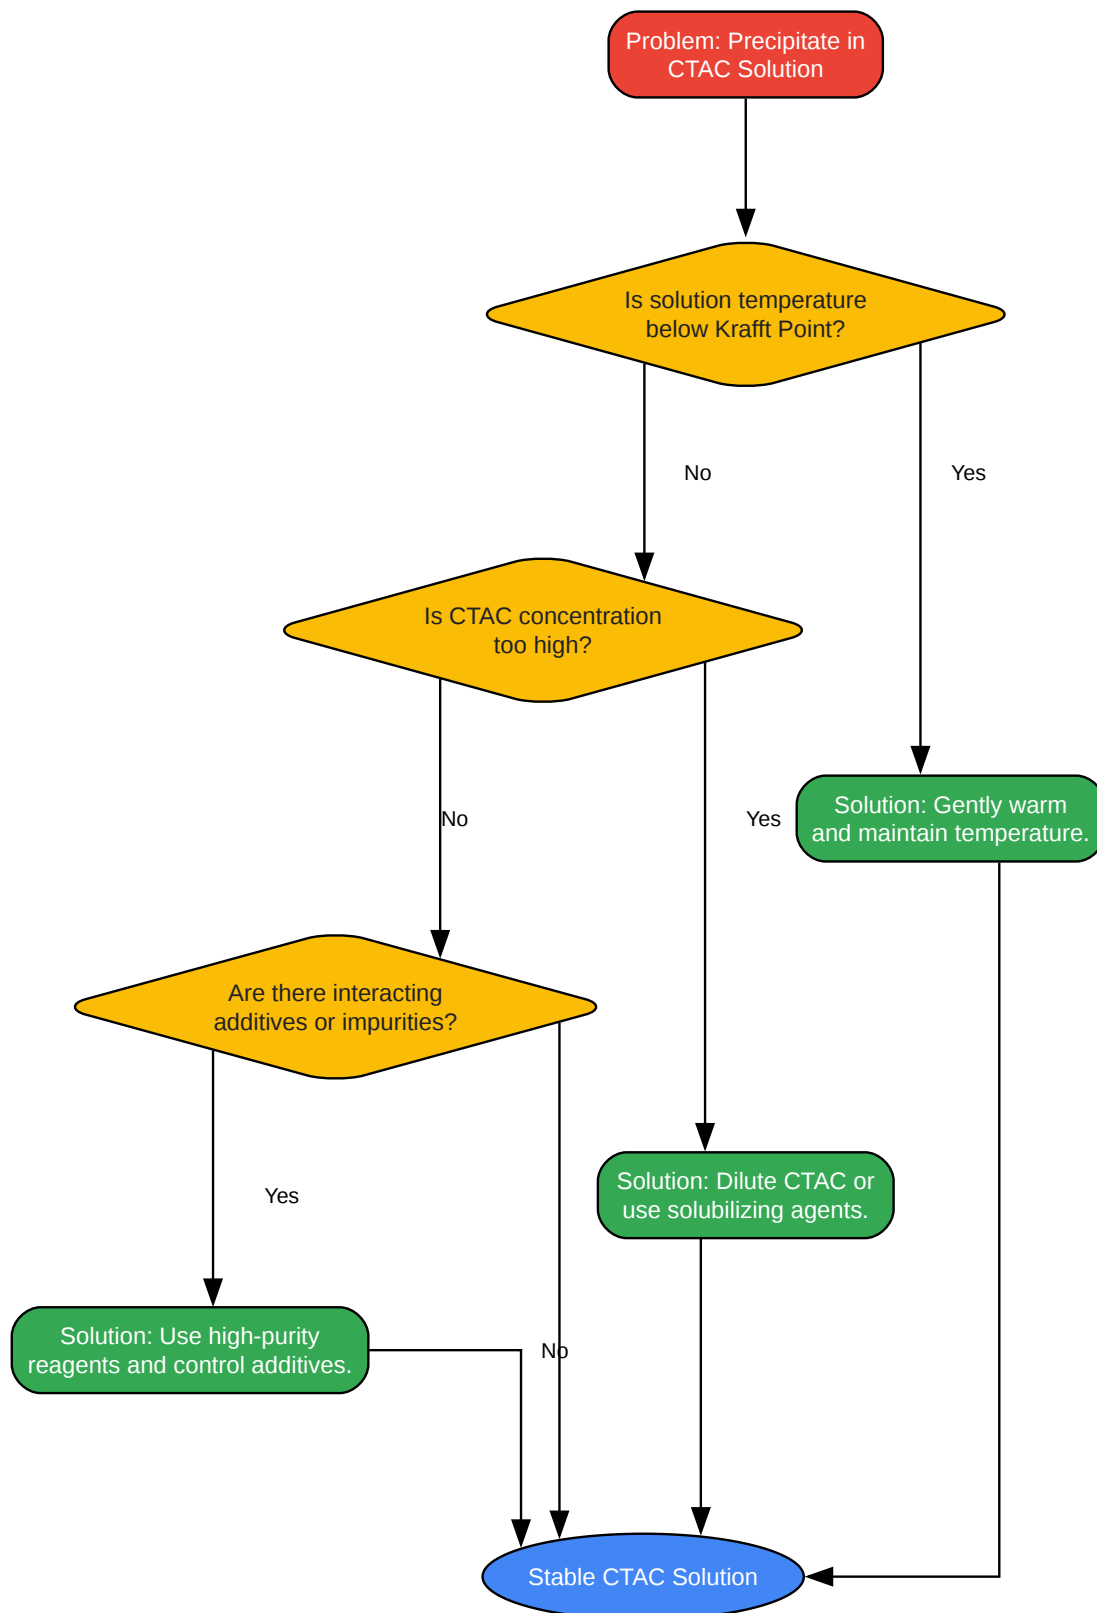 Problem: Precipitate in
CTAC Solution
Is solution temperature
below Krafft Point?
No
Yes
Is CTAC concentration
too high?
No
Yes
Solution: Gently warm
and maintain temperature.
Are there interacting
additives or impurities?
Yes
Solution: Dilute CTAC or
use solubilizing agents.
Solution: Use high-purity
reagents and control additives.
No
Stable CTAC Solution